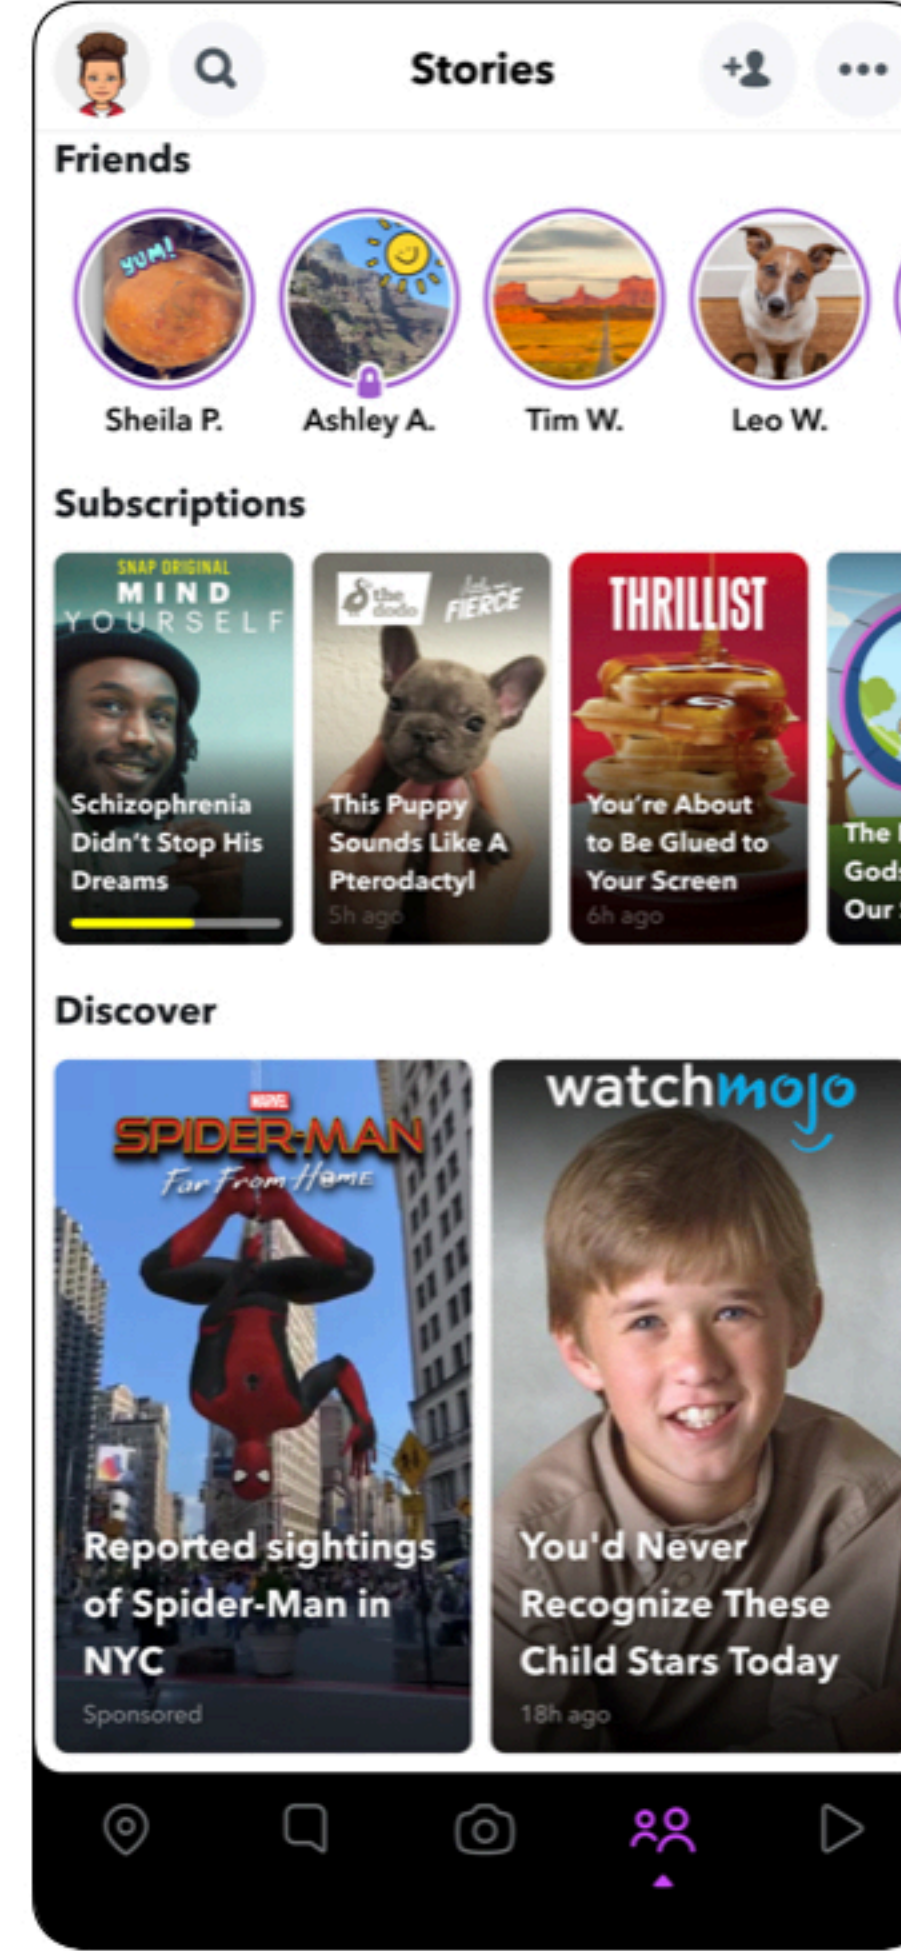 Stories
Friends
YUM!
Sheila P.
Ashley A.
Tim W.
Leo W.
Subscriptions
SNAP ORIGINAL
MIND
YOURSELF
Schizophrenia
Didn't Stop His
Dreams
the
dodo
FIERCE
This Puppy
Sounds Like A
Pterodactyl
5h ago
THRILLIST
You're About
to Be Glued to
Your Screen
6h ago
The
Gods
Our
Discover
MARVEL
SPIDER-MAN
Far From Home
Reported sightings
of Spider-Man in
NYC
Sponsored
watchmojo
You'd Never
Recognize These
Child Stars Today
18h ago